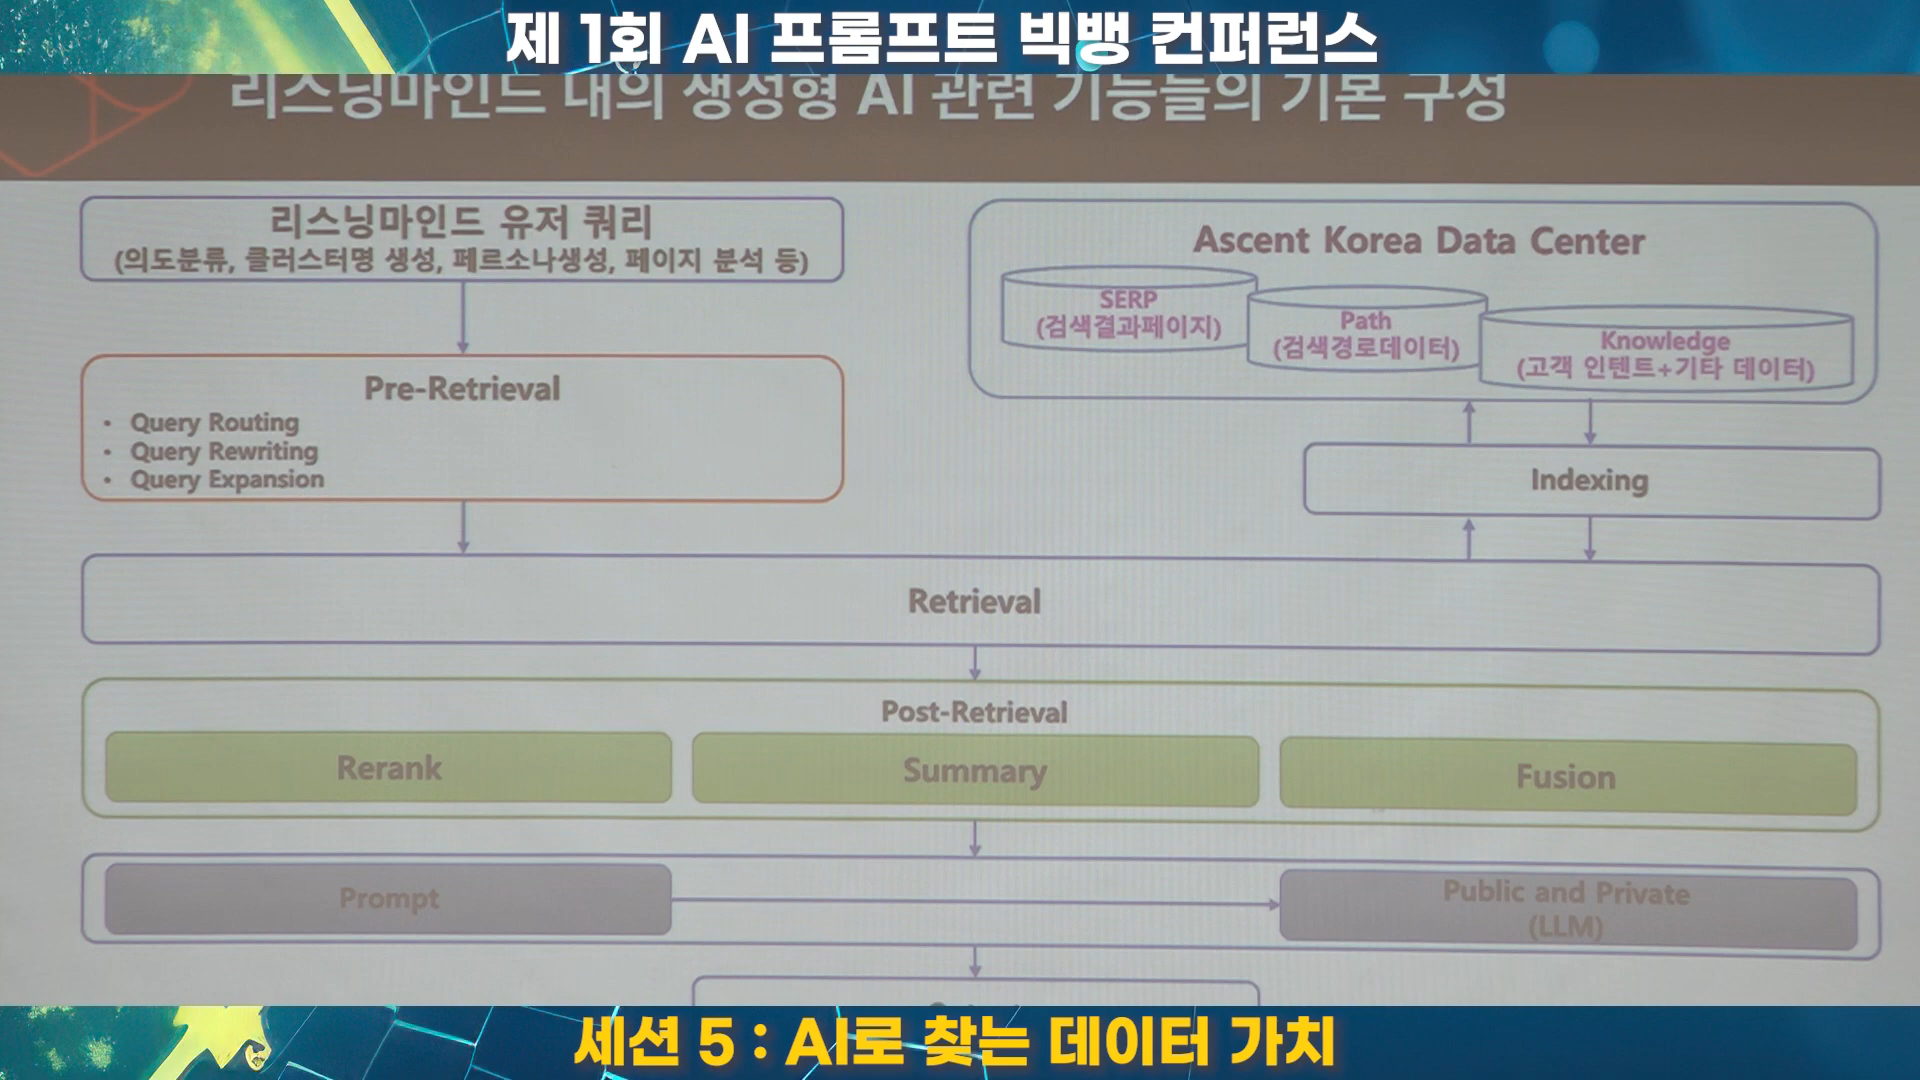 제 1회 AI 프롬프트 빅뱅 컨퍼런스
리스닝마인드 내의 생성형 AI 관련 기능들의 기본 구성
리스닝마인드 유저 쿼리
(의도분류, 클러스터명 생성, 페르소나생성, 페이지 분석 등)
Ascent Korea Data Center
SERP
(검색결과페이지)
Path
(검색경로데이터)
Knowledge
(고객 인텐트+기타 데이터)
Pre-Retrieval
• Query Routing
• Query Rewriting
• Query Expansion
Indexing
Retrieval
Post-Retrieval
Rerank
Summary
Fusion
Prompt
Public and Private
(LLM)
세션 5 : AI로 찾는 데이터 가치